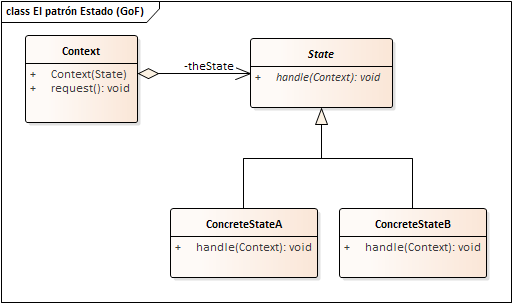 class El patrón Estado (GoF)
Context
+ Context(State)
+ request(): void
-theState
State
+ handle(Context): void
ConcreteStateA
+ handle(Context): void
ConcreteStateB
+ handle(Context): void